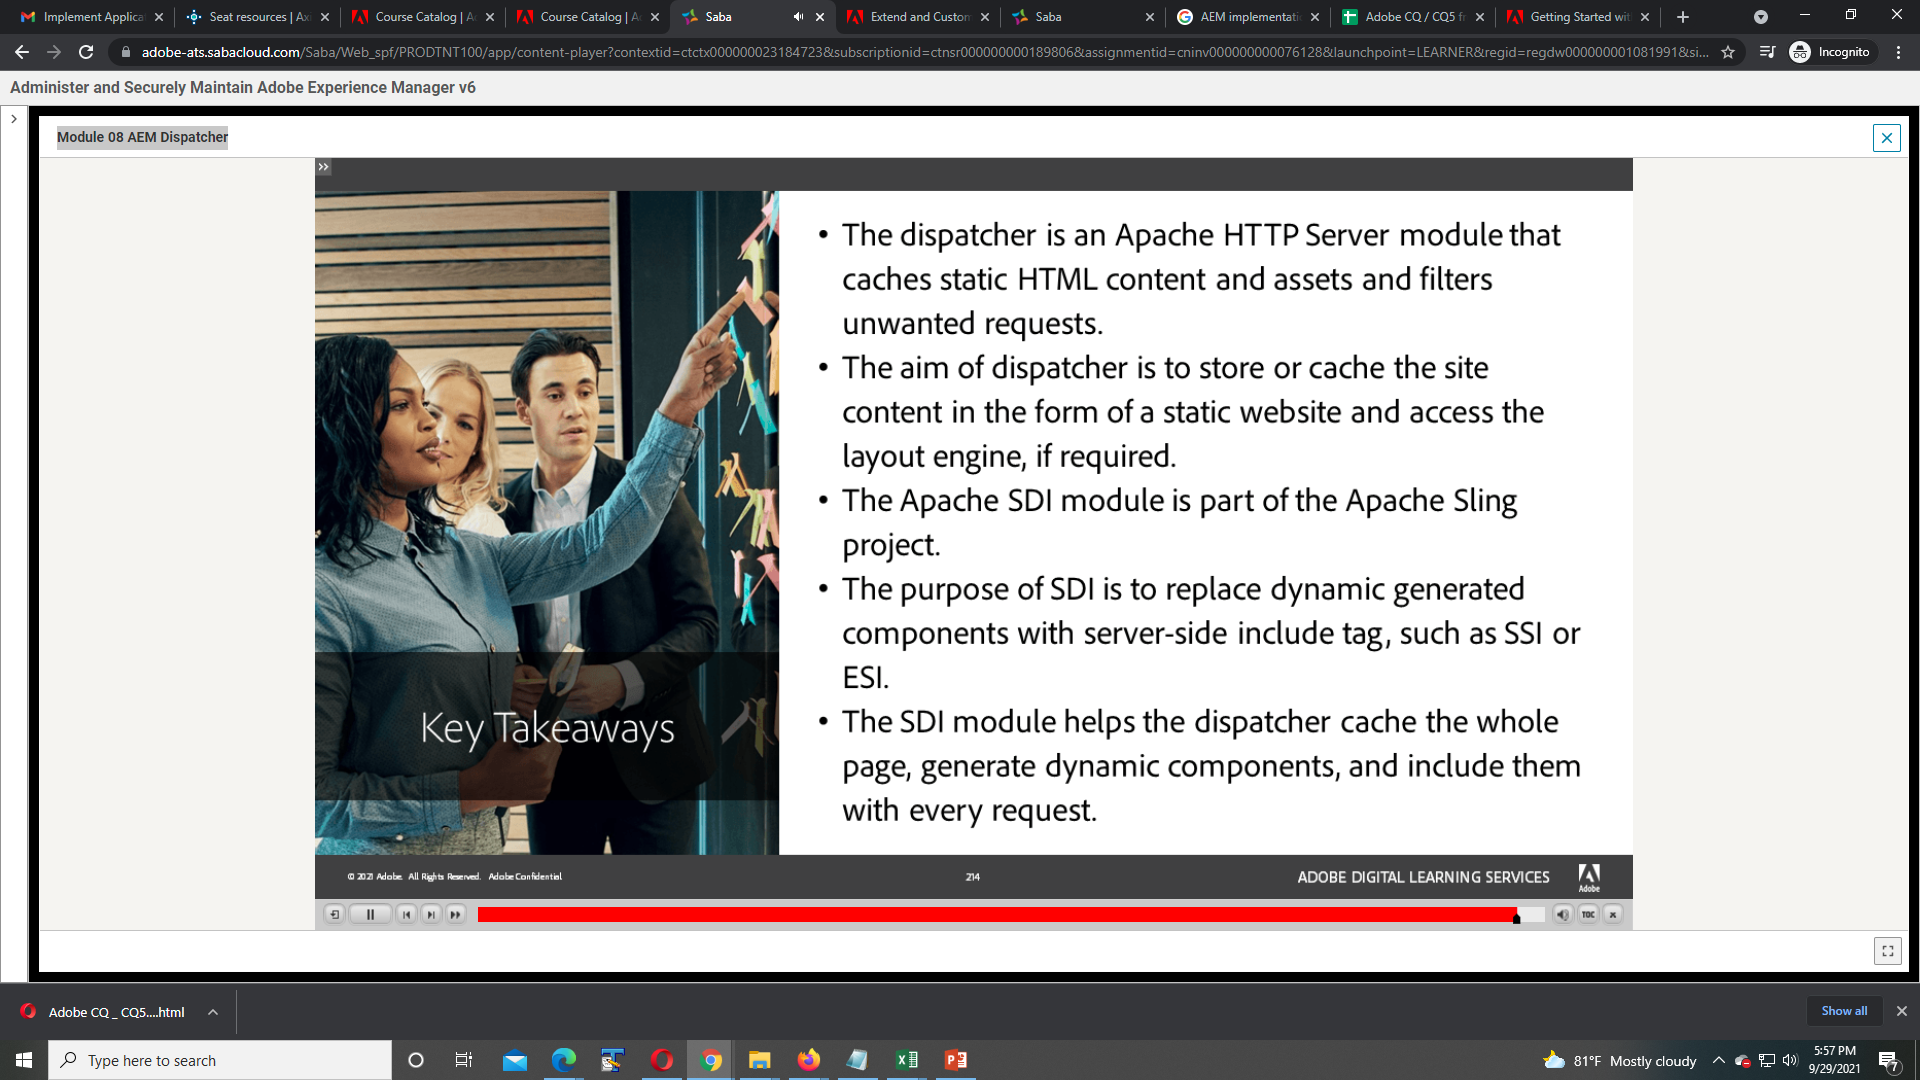 Implement Applica
Seat resources | Ax
Course Catalog | A
Course Catalog | A
Saba
Extend and Custom
Saba
AEM implementati
Adobe CQ / CQ5 fr
Getting Started wit
adobe-ats.sabacloud.com/Saba/Web_spf/PRODTNT100/app/content-player?contextid=ctctx000000023184723&subscriptionid=ctnsr000000000189806&assignmentid=cninv000000000076128&launchpoint=LEARNER&regid=regdw000000001081991&si...
Incognito
Administer and Securely Maintain Adobe Experience Manager v6
Module 08 AEM Dispatcher
• The dispatcher is an Apache HTTP Server module that
caches static HTML content and assets and filters
unwanted requests.
• The aim of dispatcher is to store or cache the site
content in the form of a static website and access the
layout engine, if required.
• The Apache SDI module is part of the Apache Sling
project.
• The purpose of SDI is to replace dynamic generated
components with server-side include tag, such as SSI or
ESI.
• The SDI module helps the dispatcher cache the whole
page, generate dynamic components, and include them
with every request.
Key Takeaways
© 2021 Adobe. All Rights Reserved. Adobe Confidential
214
ADOBE DIGITAL LEARNING SERVICES
Adobe
TOC
Adobe CQ _ CQ5....html
Show all
Type here to search
81°F Mostly cloudy
5:57 PM
9/29/2021
7